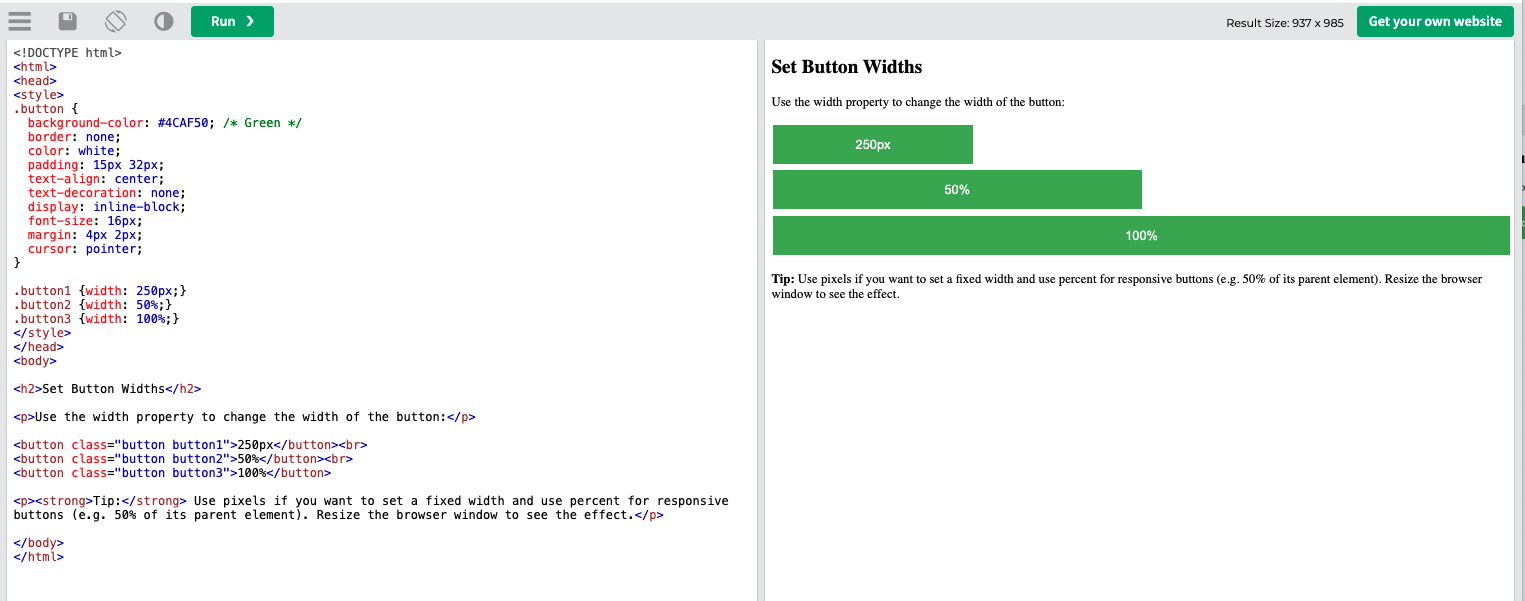 Run ❯
Result Size: 937 x 985
Get your own website
<!DOCTYPE html>
<html>
<head>
<style>
.button {
  background-color: #4CAF50; /* Green */
  border: none;
  color: white;
  padding: 15px 32px;
  text-align: center;
  text-decoration: none;
  display: inline-block;
  font-size: 16px;
  margin: 4px 2px;
  cursor: pointer;
}

.button1 {width: 250px;}
.button2 {width: 50%;}
.button3 {width: 100%;}
</style>
</head>
<body>

<h2>Set Button Widths</h2>

<p>Use the width property to change the width of the button:</p>

<button class="button button1">250px</button><br>
<button class="button button2">50%</button><br>
<button class="button button3">100%</button>

<p><strong>Tip:</strong> Use pixels if you want to set a fixed width and use percent for responsive
buttons (e.g. 50% of its parent element). Resize the browser window to see the effect.</p>

</body>
</html>
Set Button Widths
Use the width property to change the width of the button:
250px
50%
100%
Tip: Use pixels if you want to set a fixed width and use percent for responsive buttons (e.g. 50% of its parent element). Resize the browser
window to see the effect.